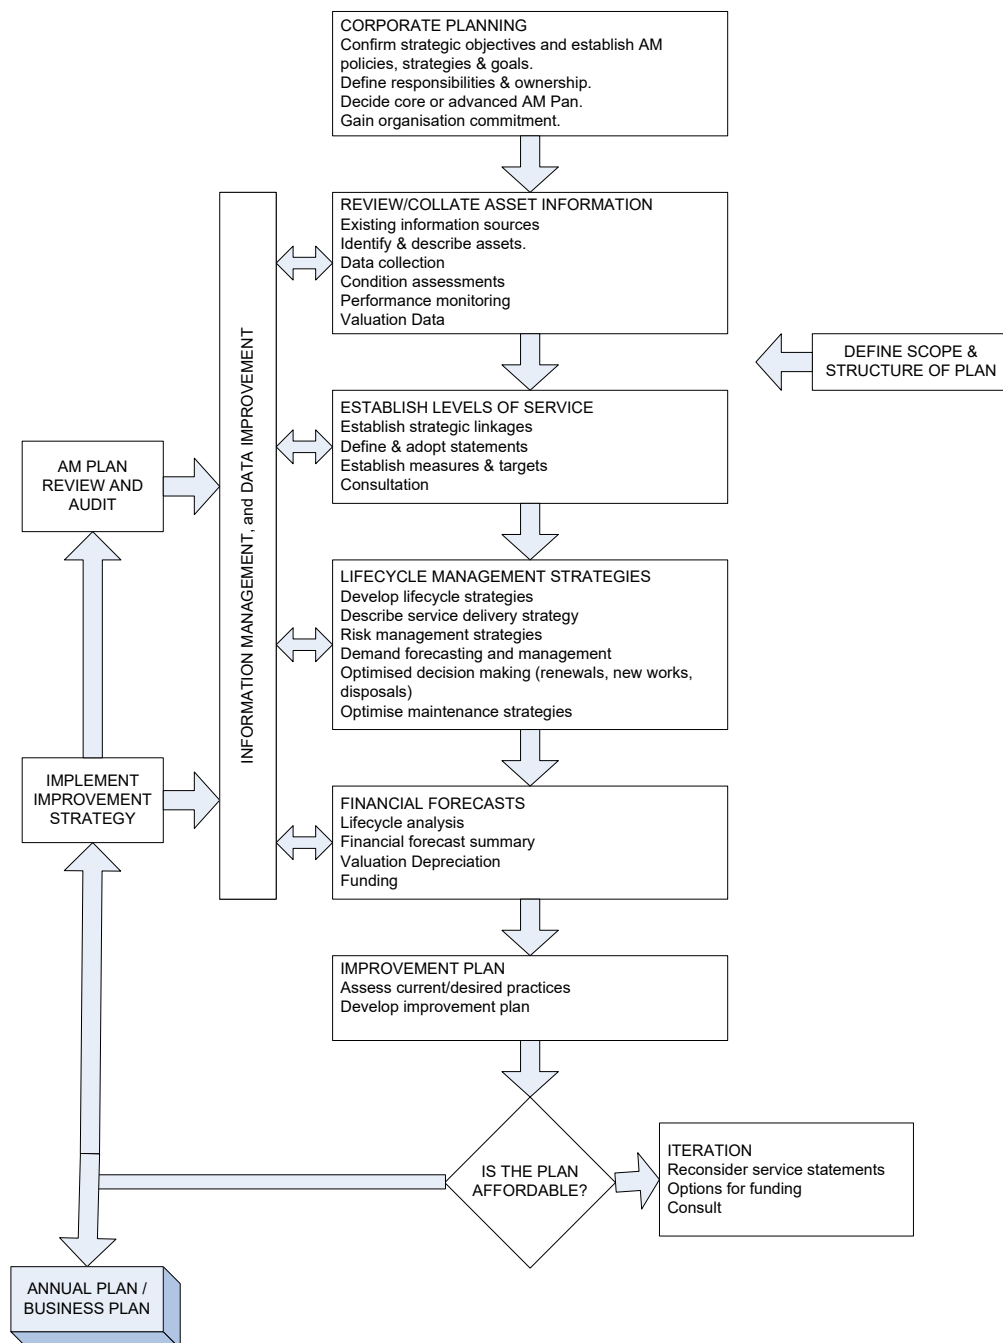 CORPORATE PLANNING
Confirm strategic objectives and establish AM
policies, strategies & goals.
Define responsibilities & ownership.
Decide core or advanced AM Pan.
Gain organisation commitment.
REVIEW/COLLATE ASSET INFORMATION
Existing information sources
Identify & describe assets.
Data collection
Condition assessments
Performance monitoring
Valuation Data
DEFINE SCOPE &
STRUCTURE OF PLAN
INFORMATION MANAGEMENT, and DATA IMPROVEMENT
ESTABLISH LEVELS OF SERVICE
Establish strategic linkages
Define & adopt statements
Establish measures & targets
Consultation
AM PLAN
REVIEW AND
AUDIT
LIFECYCLE MANAGEMENT STRATEGIES
Develop lifecycle strategies
Describe service delivery strategy
Risk management strategies
Demand forecasting and management
Optimised decision making (renewals, new works,
disposals)
Optimise maintenance strategies
IMPLEMENT
IMPROVEMENT
STRATEGY
FINANCIAL FORECASTS
Lifecycle analysis
Financial forecast summary
Valuation Depreciation
Funding
IMPROVEMENT PLAN
Assess current/desired practices
Develop improvement plan
IS THE PLAN
AFFORDABLE?
ITERATION
Reconsider service statements
Options for funding
Consult
ANNUAL PLAN /
BUSINESS PLAN